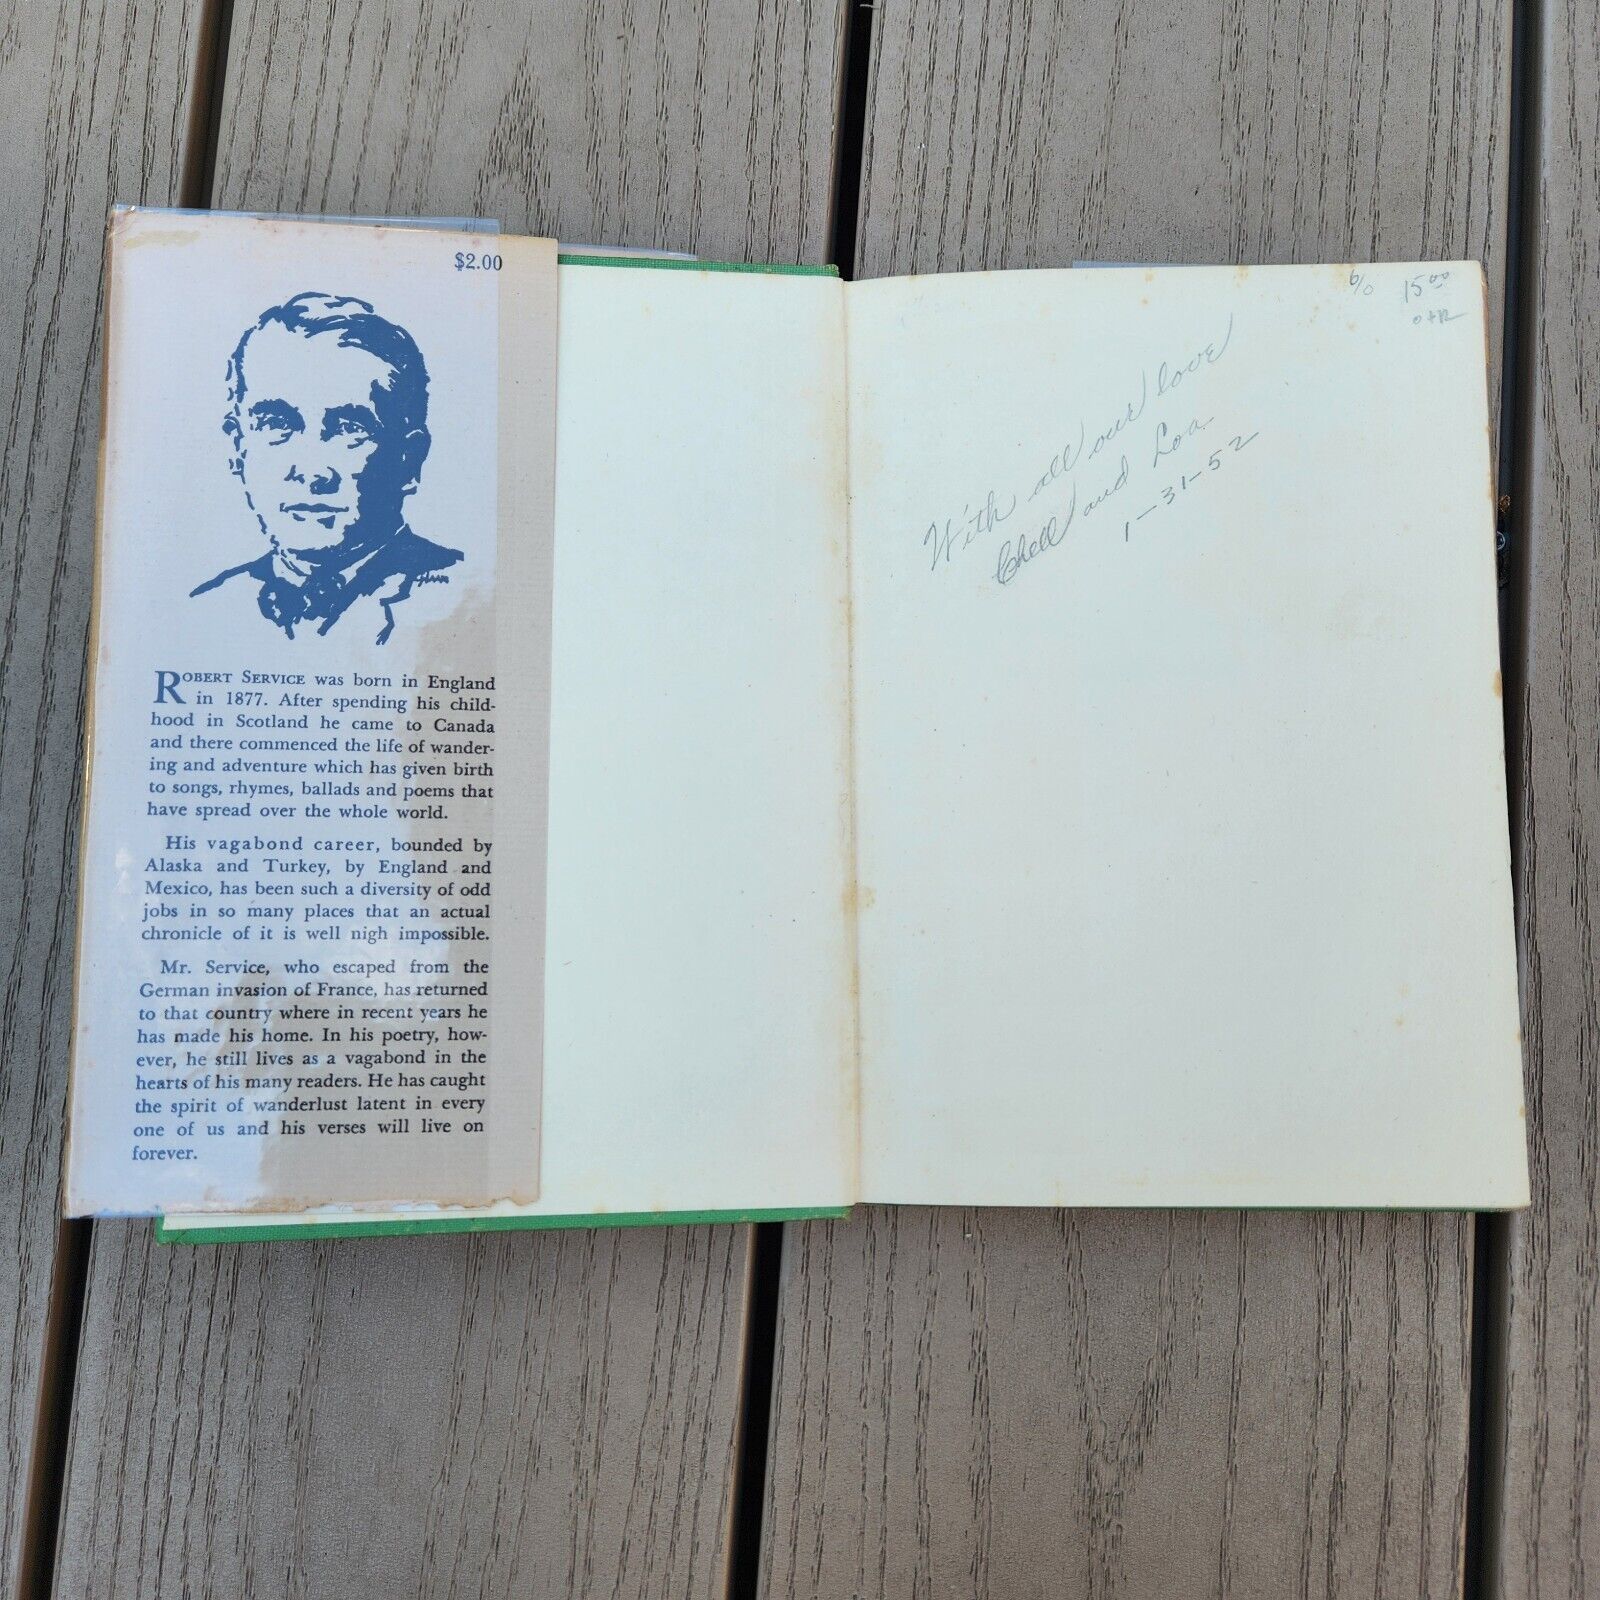 $2.00
ROBERT SERVICE was born in England
in 1877. After spending his child-
hood in Scotland he came to Canada
and there commenced the life of wander-
ing and adventure which has given birth
to songs, rhymes, ballads and poems that
have spread over the whole world.
His vagabond career, bounded by
Alaska and Turkey, by England and
Mexico, has been such a diversity of odd
jobs in so many places that an actual
chronicle of it is well nigh impossible.
Mr. Service, who escaped from the
German invasion of France, has returned
to that country where in recent years he
has made his home. In his poetry, how-
ever, he still lives as a vagabond in the
hearts of his many readers. He has caught
the spirit of wanderlust latent in every
one of us and his verses will live on
forever.
15.00
With all our love
Chell and Loa
1-31-52